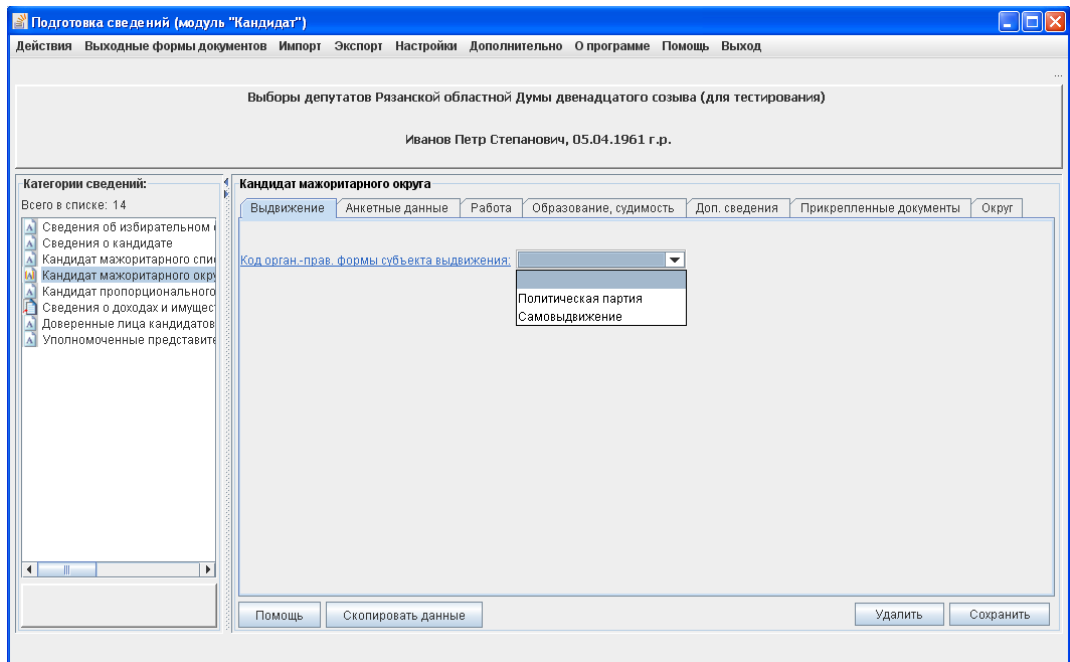 Подготовка сведений (модуль "Кандидат")
Действия Выходные формы документов Импорт Экспорт Настройки Дополнительно О программе Помощь Выход
...
Выборы депутатов Рязанской областной Думы двенадцатого созыва (для тестирования)
Иванов Петр Степанович, 05.04.1961 г.р.
Категории сведений:
Всего в списке: 14
Сведения об избирательном
Сведения о кандидате
Кандидат мажоритарного спи
Кандидат мажоритарного окру
Кандидат пропорционального
Сведения о доходах и имущес
Доверенные лица кандидатов
Уполномоченные представите
Кандидат мажоритарного округа
Выдвижение Анкетные данные Работа Образование, судимость Доп. сведения Прикрепленные документы Округ
Код орган.-прав. формы субъекта выдвижения:
Политическая партия
Самовыдвижение
Помощь Скопировать данные Удалить Сохранить